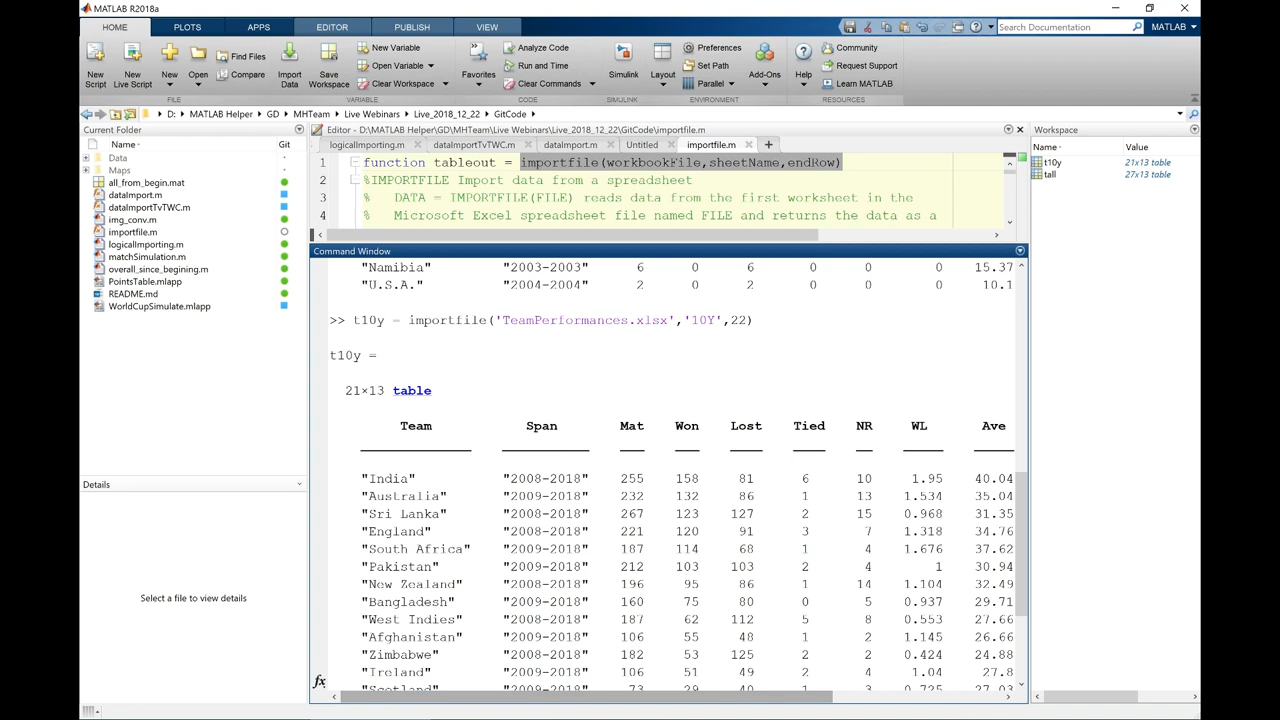 MATLAB R2018a
HOME PLOTS APPS EDITOR PUBLISH VIEW
Search Documentation
MATLAB
New Script
New Live Script
New
Open
Find Files
Compare
Import Data
Save Workspace
New Variable
Open Variable
Clear Workspace
Favorites
Analyze Code
Run and Time
Clear Commands
Simulink
Layout
Preferences
Set Path
Parallel
Add-Ons
Help
Community
Request Support
Learn MATLAB
FILE VARIABLE CODE SIMULINK ENVIRONMENT RESOURCES
D: MATLAB Helper GD MHTeam Live Webinars Live_2018_12_22 GitCode
Current Folder
Name Git
Data
Maps
all_from_begin.mat
dataImport.m
dataImportTvTWC.m
img_conv.m
importfile.m
logicalImporting.m
matchSimulation.m
overall_since_begining.m
PointsTable.mlapp
README.md
WorldCupSimulate.mlapp
Details
Select a file to view details
Editor - D:\MATLAB Helper\GD\MHTeam\Live Webinars\Live_2018_12_22\GitCode\importfile.m
logicalImporting.m dataImportTvTWC.m dataImport.m Untitled importfile.m
1 function tableout = importfile(workbookFile,sheetName,endRow)
2 %IMPORTFILE Import data from a spreadsheet
3 % DATA = IMPORTFILE(FILE) reads data from the first worksheet in the
4 % Microsoft Excel spreadsheet file named FILE and returns the data as a
Command Window
"Namibia" "2003-2003" 6 0 6 0 0 0 15.37
"U.S.A." "2004-2004" 2 0 2 0 0 0 10.1
>> t10y = importfile('TeamPerformances.xlsx','10Y',22)
t10y =
21×13 table
Team Span Mat Won Lost Tied NR WL Ave
"India" "2008-2018" 255 158 81 6 10 1.95 40.04
"Australia" "2008-2018" 232 132 86 1 13 1.534 35.04
"Sri Lanka" "2008-2018" 267 123 127 2 15 0.968 31.35
"England" "2008-2018" 221 120 91 3 7 1.318 34.76
"South Africa" "2009-2018" 187 114 68 1 4 1.676 37.62
"Pakistan" "2009-2018" 212 103 103 2 4 1 30.94
"New Zealand" "2008-2018" 196 95 86 1 14 1.104 32.49
"Bangladesh" "2009-2018" 160 75 80 0 5 0.937 29.71
"West Indies" "2008-2018" 187 62 112 5 8 0.553 27.66
"Afghanistan" "2009-2018" 106 55 48 1 2 1.145 26.66
"Zimbabwe" "2008-2018" 182 53 125 2 2 0.424 24.88
"Ireland" "2009-2018" 106 51 49 2 4 1.04 27.8
"Scotland" "2009-2018" 73 29 40 1 3 0.725 27.03
fx
Workspace
Name Value
t10y 21x13 table
tall 27x13 table